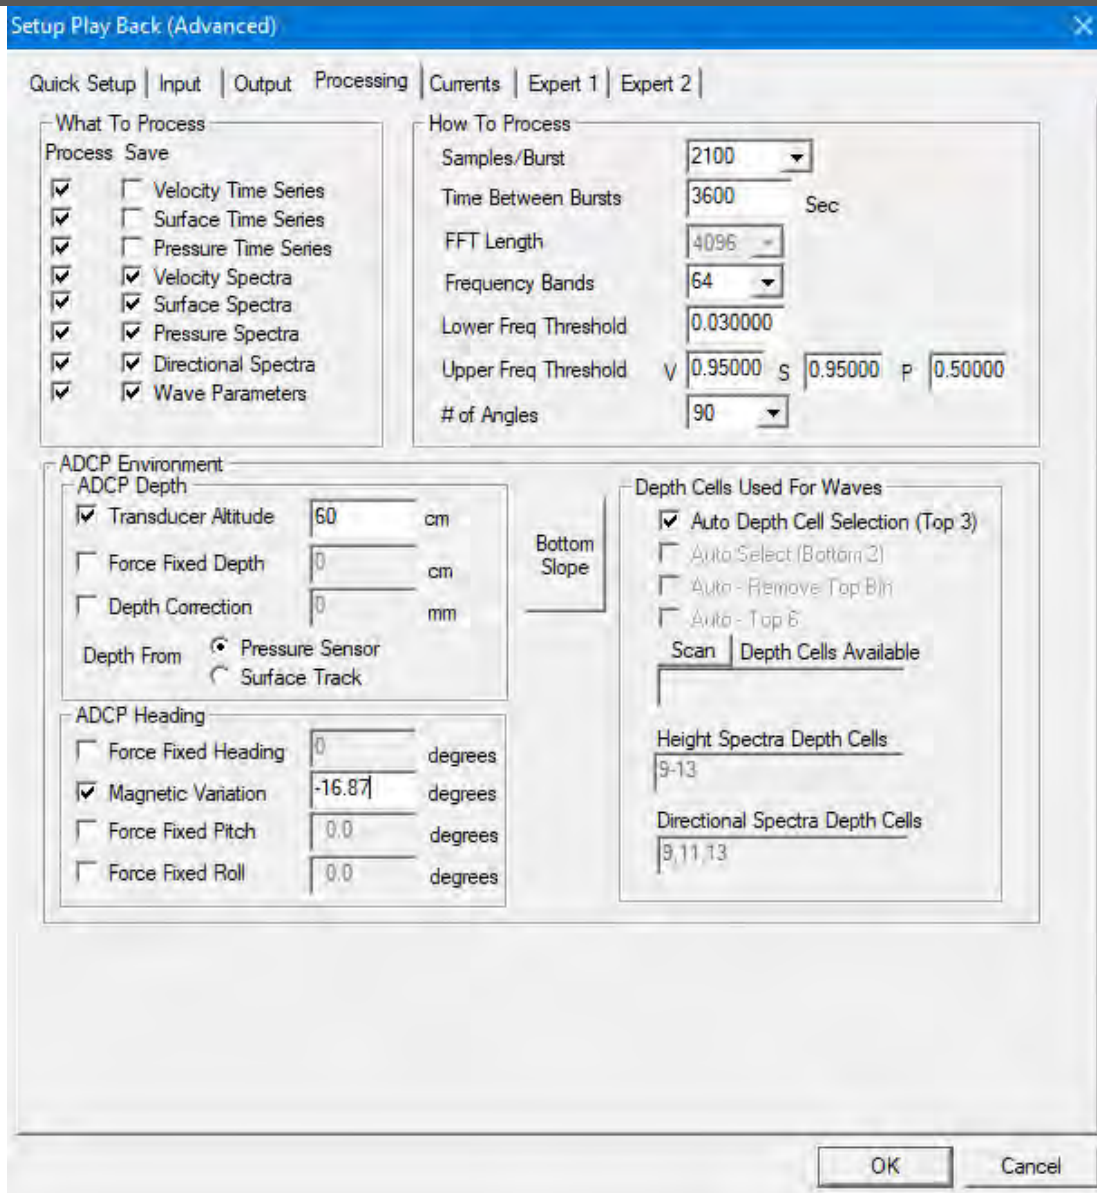 Setup Play Back (Advanced)
Quick Setup Input Output Processing Currents Expert 1 Expert 2
What To Process
Process Save
Velocity Time Series
Surface Time Series
Pressure Time Series
Velocity Spectra
Surface Spectra
Pressure Spectra
Directional Spectra
Wave Parameters
How To Process
Samples/Burst 2100
Time Between Bursts 3600 Sec
FFT Length 4096
Frequency Bands 64
Lower Freq Threshold 0.030000
Upper Freq Threshold V 0.95000 S 0.95000 P 0.50000
# of Angles 90
ADCP Environment
ADCP Depth
Transducer Altitude 60 cm
Force Fixed Depth 0 cm
Depth Correction 0 mm
Depth From Pressure Sensor
Surface Track
Bottom
Slope
ADCP Heading
Force Fixed Heading 0 degrees
Magnetic Variation -16.87 degrees
Force Fixed Pitch 0.0 degrees
Force Fixed Roll 0.0 degrees
Depth Cells Used For Waves
Auto Depth Cell Selection (Top 3)
Auto Select (Bottom 2)
Auto - Remove Top Bin
Auto - Top 6
Scan Depth Cells Available
Height Spectra Depth Cells
9-13
Directional Spectra Depth Cells
9,11,13
OK Cancel